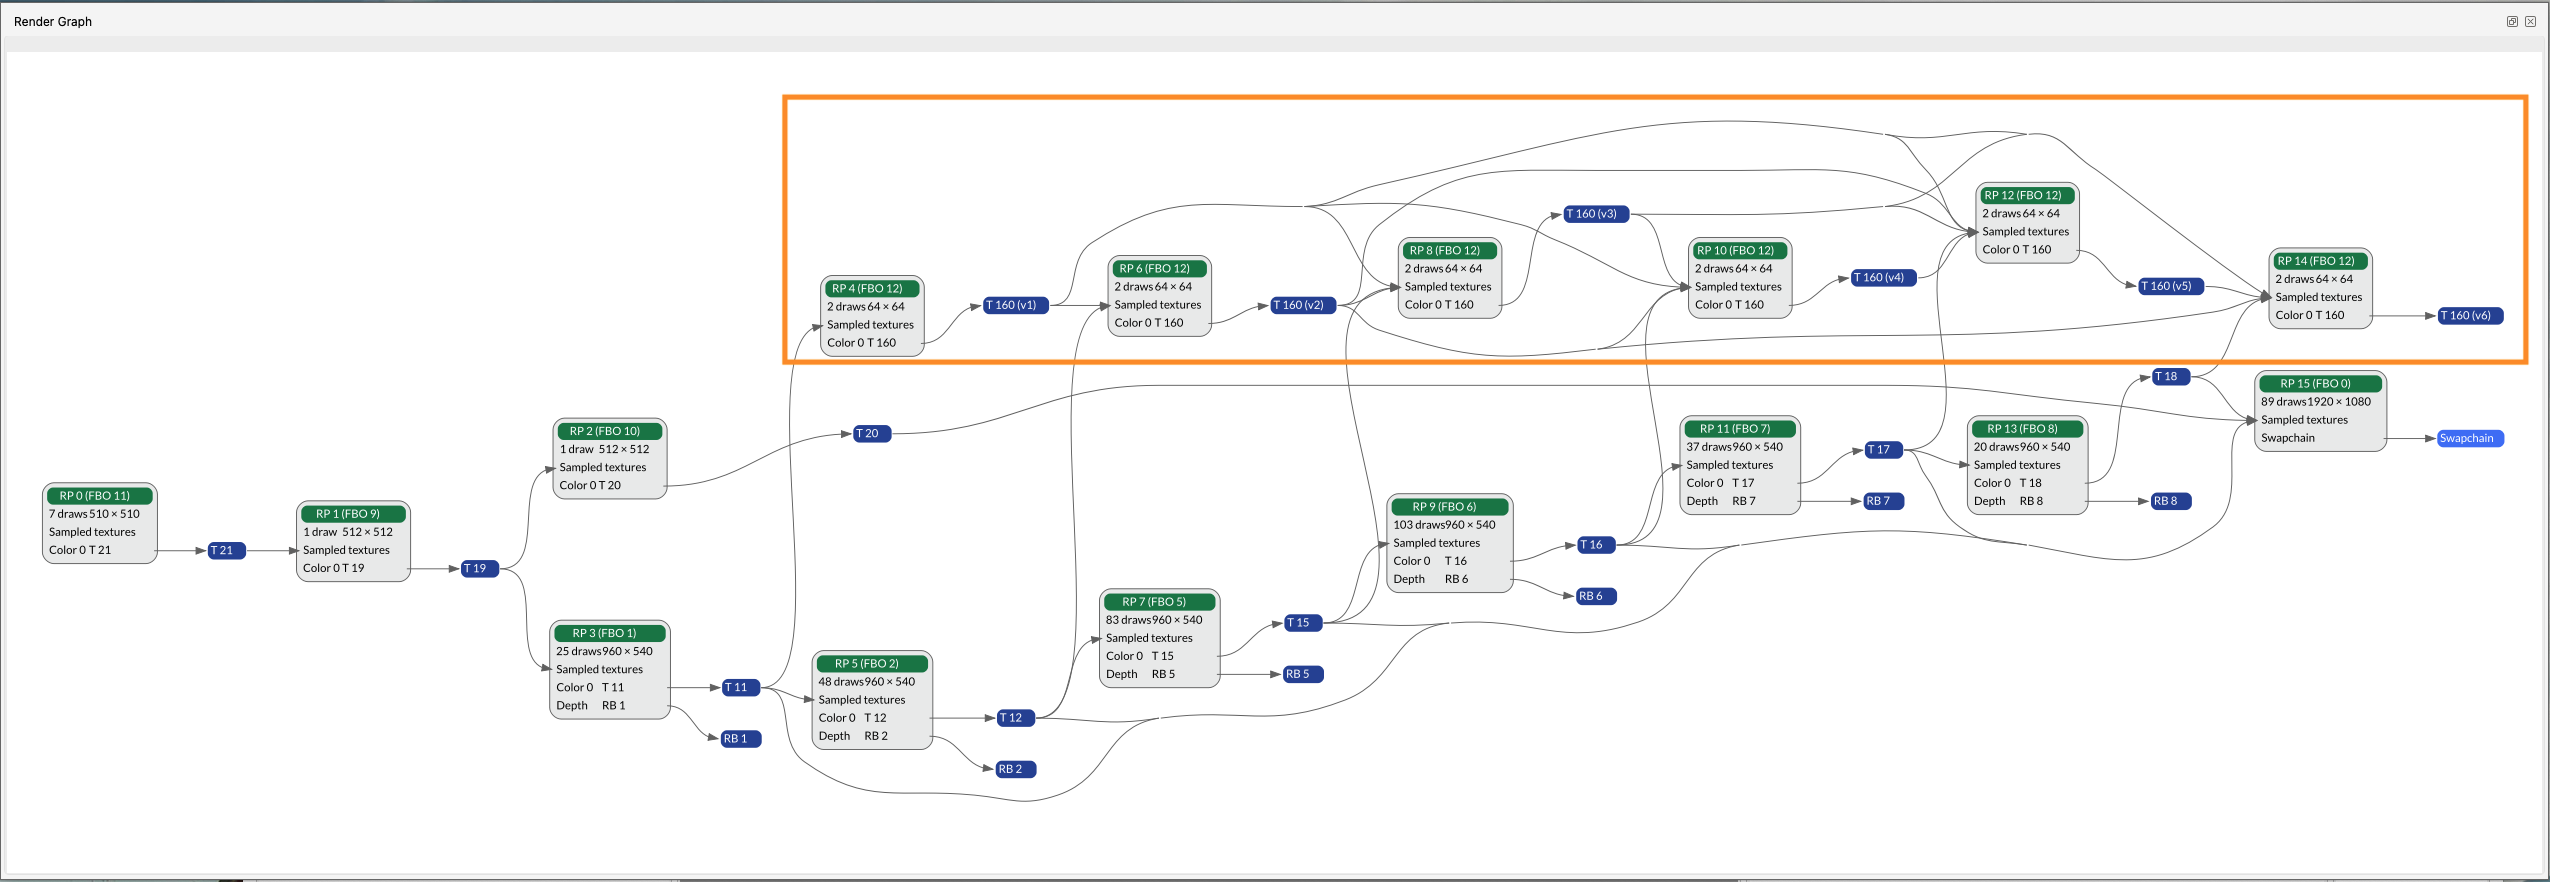 Render Graph
RP 0 (FBO 11)
7 draws 510 × 510
Sampled textures
Color 0 T 21
T 21
RP 1 (FBO 9)
1 draw 512 × 512
Sampled textures
Color 0 T 19
T 19
RP 2 (FBO 10)
1 draw 512 × 512
Sampled textures
Color 0 T 20
T 20
RP 3 (FBO 1)
25 draws 960 × 540
Sampled textures
Color 0 T 11
Depth RB 1
T 11
RB 1
RP 4 (FBO 12)
2 draws 64 × 64
Sampled textures
Color 0 T 160
T 160 (v1)
RP 5 (FBO 2)
48 draws 960 × 540
Sampled textures
Color 0 T 12
Depth RB 2
T 12
RB 2
RP 6 (FBO 12)
2 draws 64 × 64
Sampled textures
Color 0 T 160
T 160 (v2)
RP 7 (FBO 5)
83 draws 960 × 540
Sampled textures
Color 0 T 15
Depth RB 5
T 15
RB 5
RP 8 (FBO 12)
2 draws 64 × 64
Sampled textures
Color 0 T 160
T 160 (v3)
RP 9 (FBO 6)
103 draws 960 × 540
Sampled textures
Color 0 T 16
Depth RB 6
T 16
RB 6
RP 10 (FBO 12)
2 draws 64 × 64
Sampled textures
Color 0 T 160
T 160 (v4)
RP 11 (FBO 7)
37 draws 960 × 540
Sampled textures
Color 0 T 17
Depth RB 7
T 17
RB 7
RP 12 (FBO 12)
2 draws 64 × 64
Sampled textures
Color 0 T 160
T 160 (v5)
RP 13 (FBO 8)
20 draws 960 × 540
Sampled textures
Color 0 T 18
Depth RB 8
T 18
RB 8
RP 14 (FBO 12)
2 draws 64 × 64
Sampled textures
Color 0 T 160
T 160 (v6)
RP 15 (FBO 0)
89 draws 1920 × 1080
Sampled textures
Swapchain
Swapchain